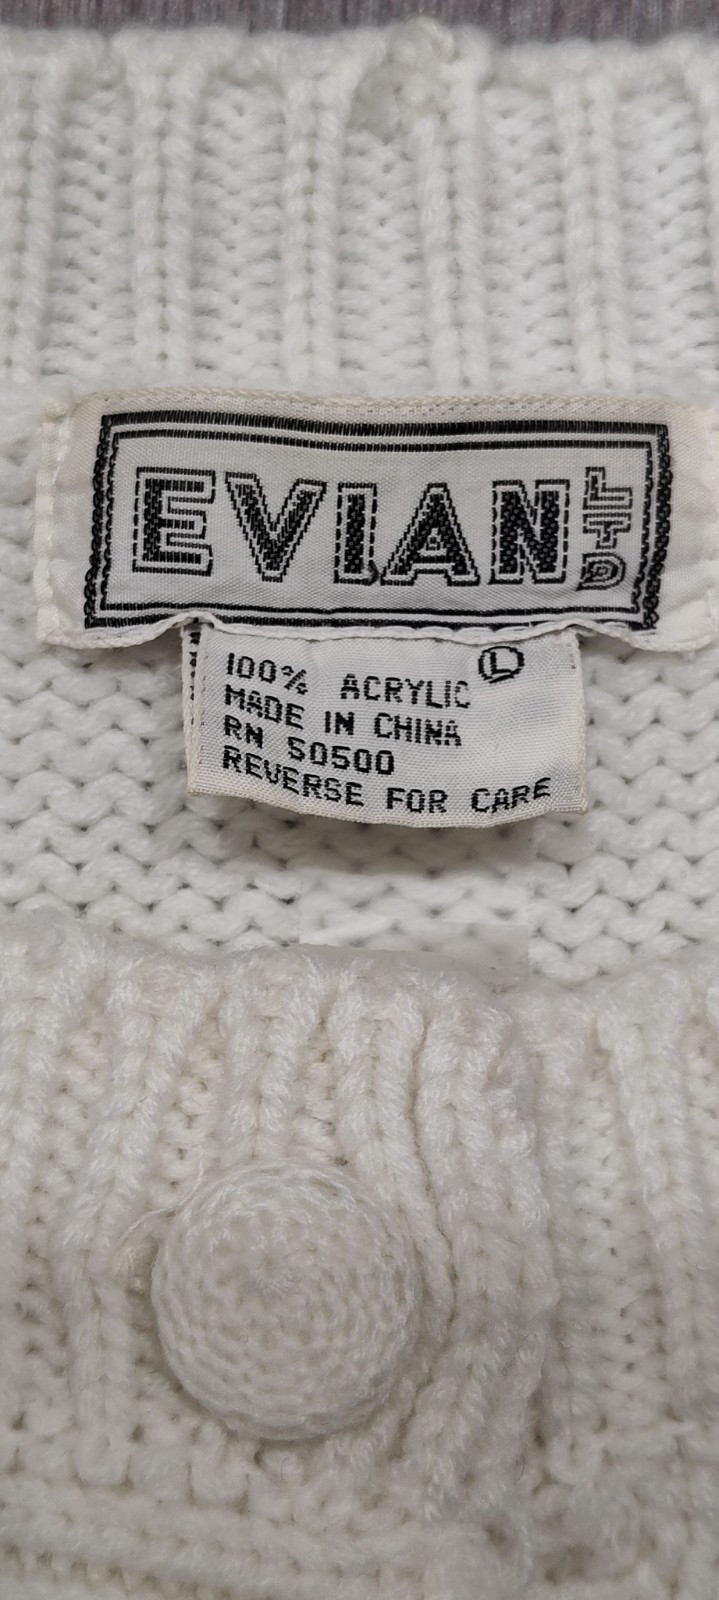 EVIAN LTD
100% ACRYLIC L
MADE IN CHINA
RN 50500
REVERSE FOR CARE